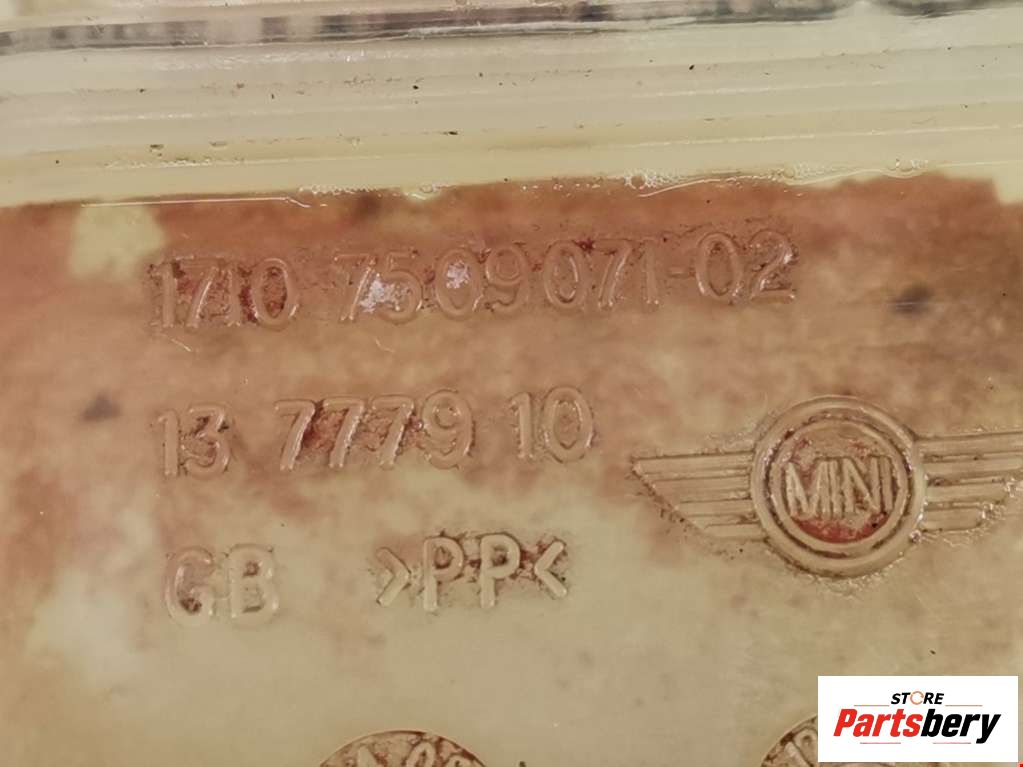 1710 7509071-02
13 7779 10
MINI
GB >PP<
STORE
Partsbery